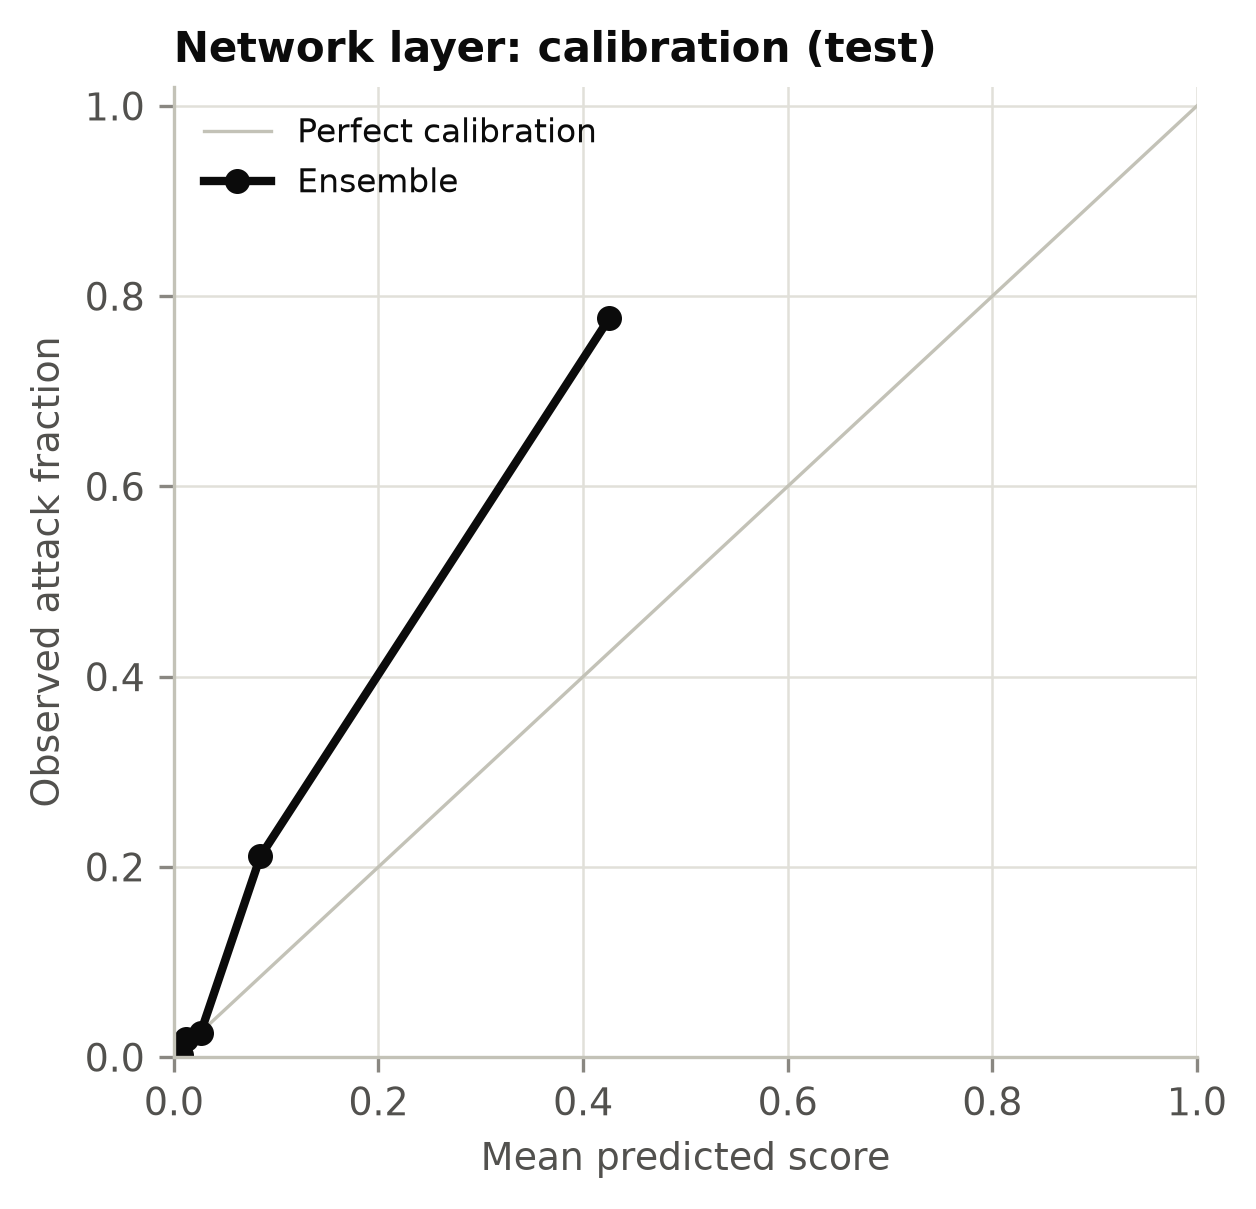 Network layer: calibration (test)
1.0
Perfect calibration
Ensemble
0.8
0.6
0.4
0.2
0.0
Observed attack fraction
0.0 0.2 0.4 0.6 0.8 1.0
Mean predicted score